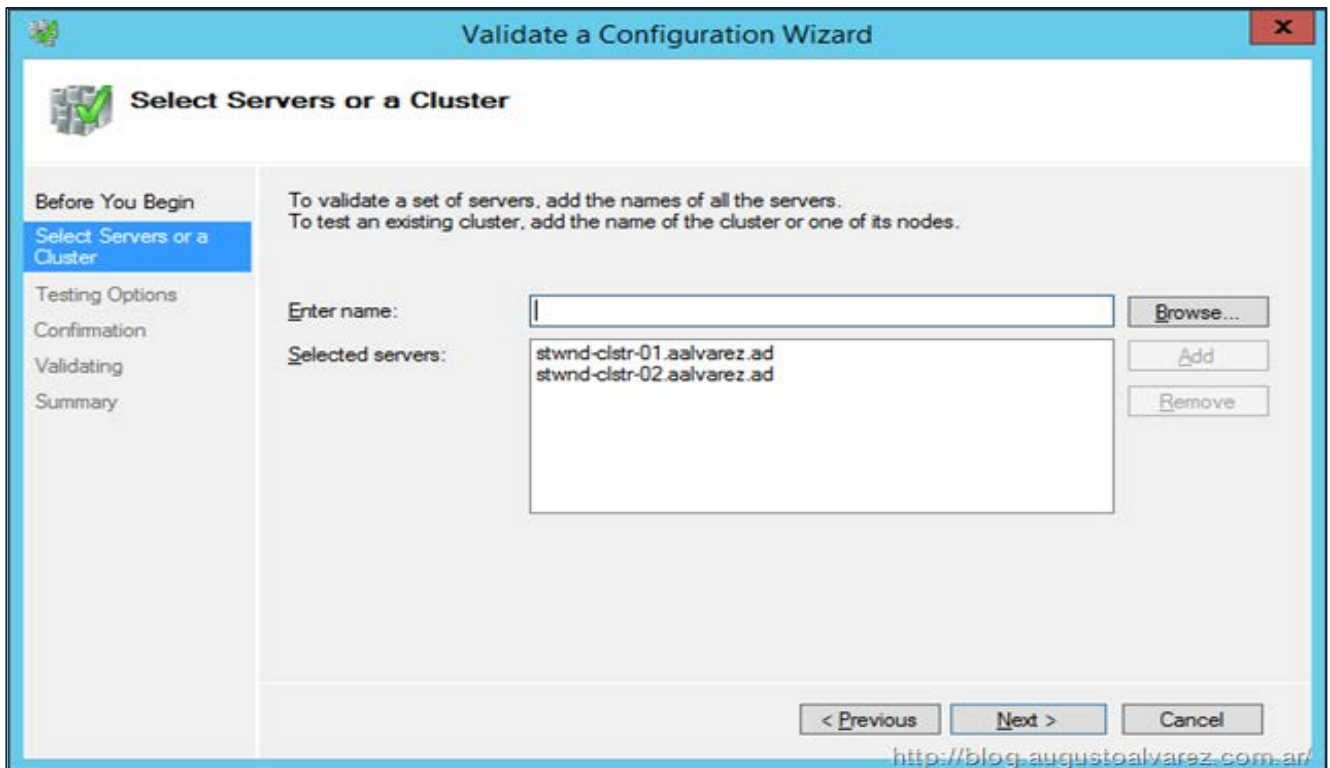 Validate a Configuration Wizard
x
Select Servers or a Cluster
Before You Begin
Select Servers or a
Cluster
Testing Options
Confirmation
Validating
Summary
To validate a set of servers, add the names of all the servers.
To test an existing cluster, add the name of the cluster or one of its nodes.
Enter name:
Browse...
Selected servers:
stwnd-clstr-01.aalvarez.ad
stwnd-clstr-02.aalvarez.ad
Add
Remove
< Previous
Next >
Cancel
http://blog.augustoalvarez.com.ar/